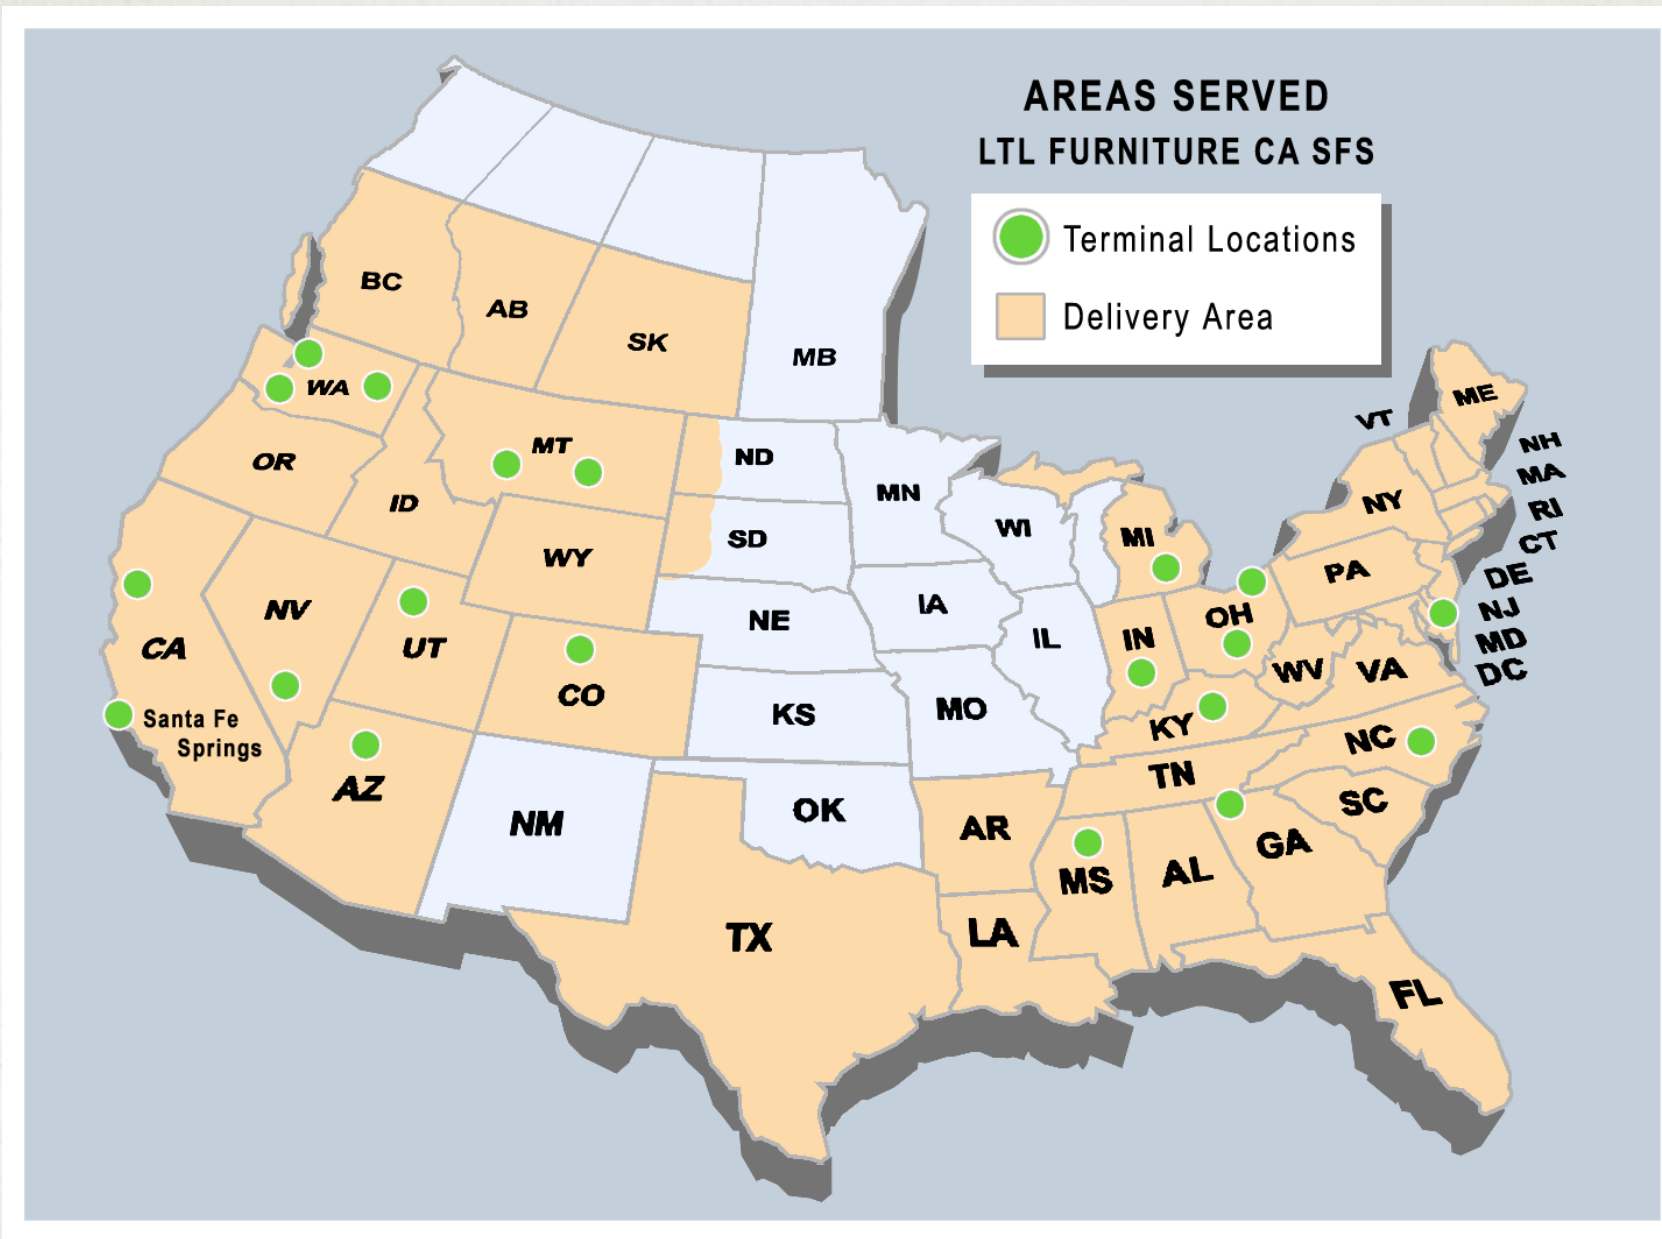 AREAS SERVED
LTL FURNITURE CA SFS
Terminal Locations
Delivery Area
BC
AB
SK
MB
WA
OR
ID
MT
ND
MN
SD
WI
MI
WY
NV
UT
CA
CO
NE
IA
IL
IN
OH
PA
NY
VT
ME
NH
MA
RI
CT
DE
NJ
MD
DC
WV
VA
KY
KS
MO
Santa Fe
Springs
AZ
NM
OK
AR
TN
NC
SC
GA
AL
MS
LA
TX
FL